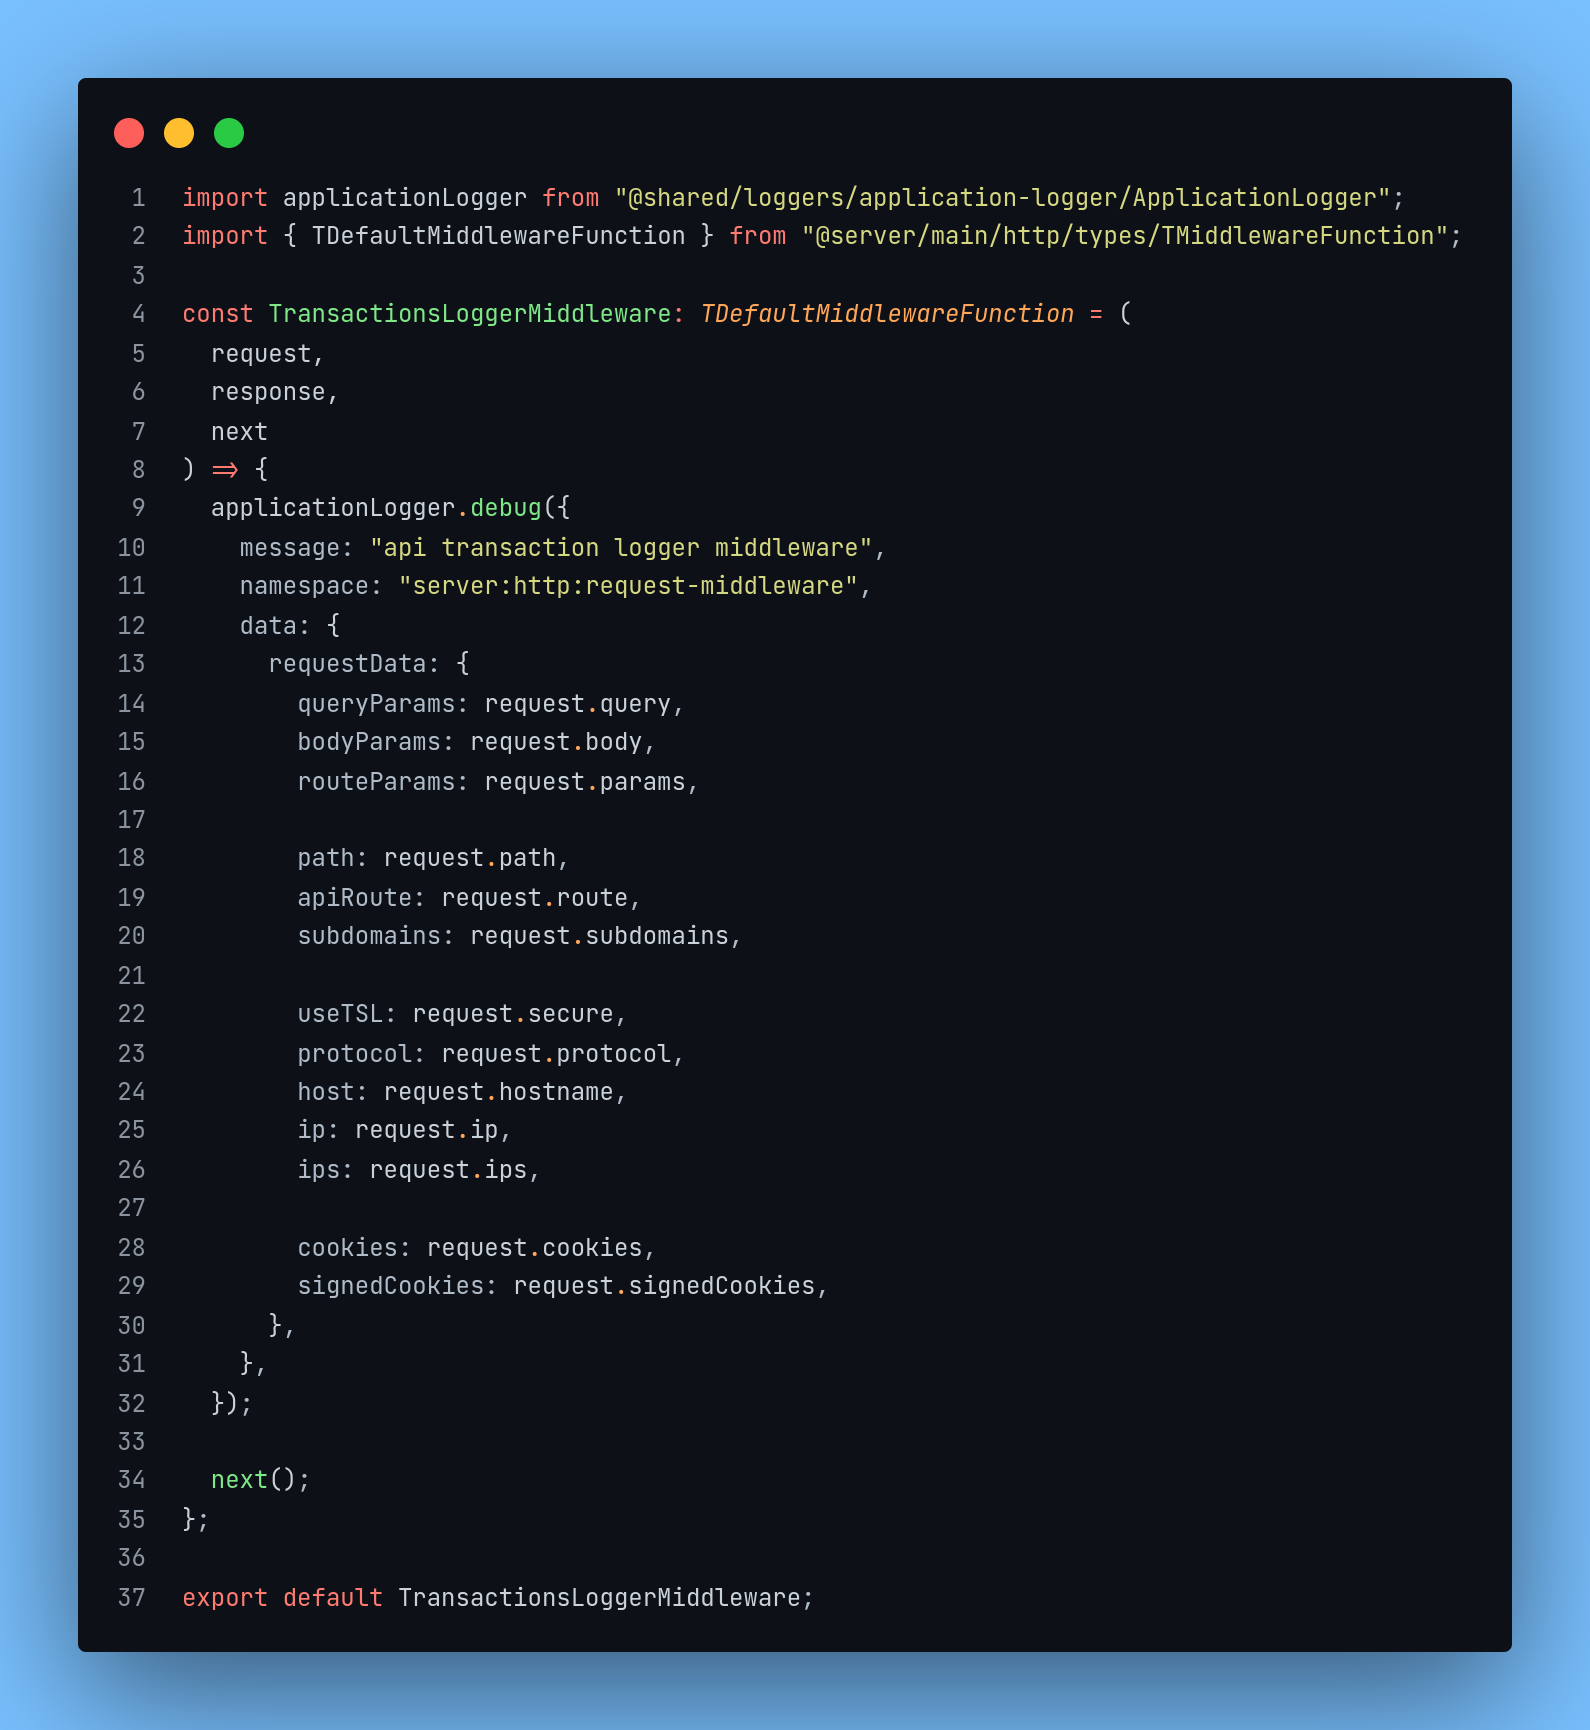 1 import applicationLogger from "@shared/loggers/application-logger/ApplicationLogger";
2 import { TDefaultMiddlewareFunction } from "@server/main/http/types/TMiddlewareFunction";
3
4 const TransactionsLoggerMiddleware: TDefaultMiddlewareFunction = (
5   request,
6   response,
7   next
8 ) => {
9   applicationLogger.debug({
10     message: "api transaction logger middleware",
11     namespace: "server:http:request-middleware",
12     data: {
13       requestData: {
14         queryParams: request.query,
15         bodyParams: request.body,
16         routeParams: request.params,
17
18         path: request.path,
19         apiRoute: request.route,
20         subdomains: request.subdomains,
21
22         useTSL: request.secure,
23         protocol: request.protocol,
24         host: request.hostname,
25         ip: request.ip,
26         ips: request.ips,
27
28         cookies: request.cookies,
29         signedCookies: request.signedCookies,
30       },
31     },
32   });
33
34   next();
35 };
36
37 export default TransactionsLoggerMiddleware;